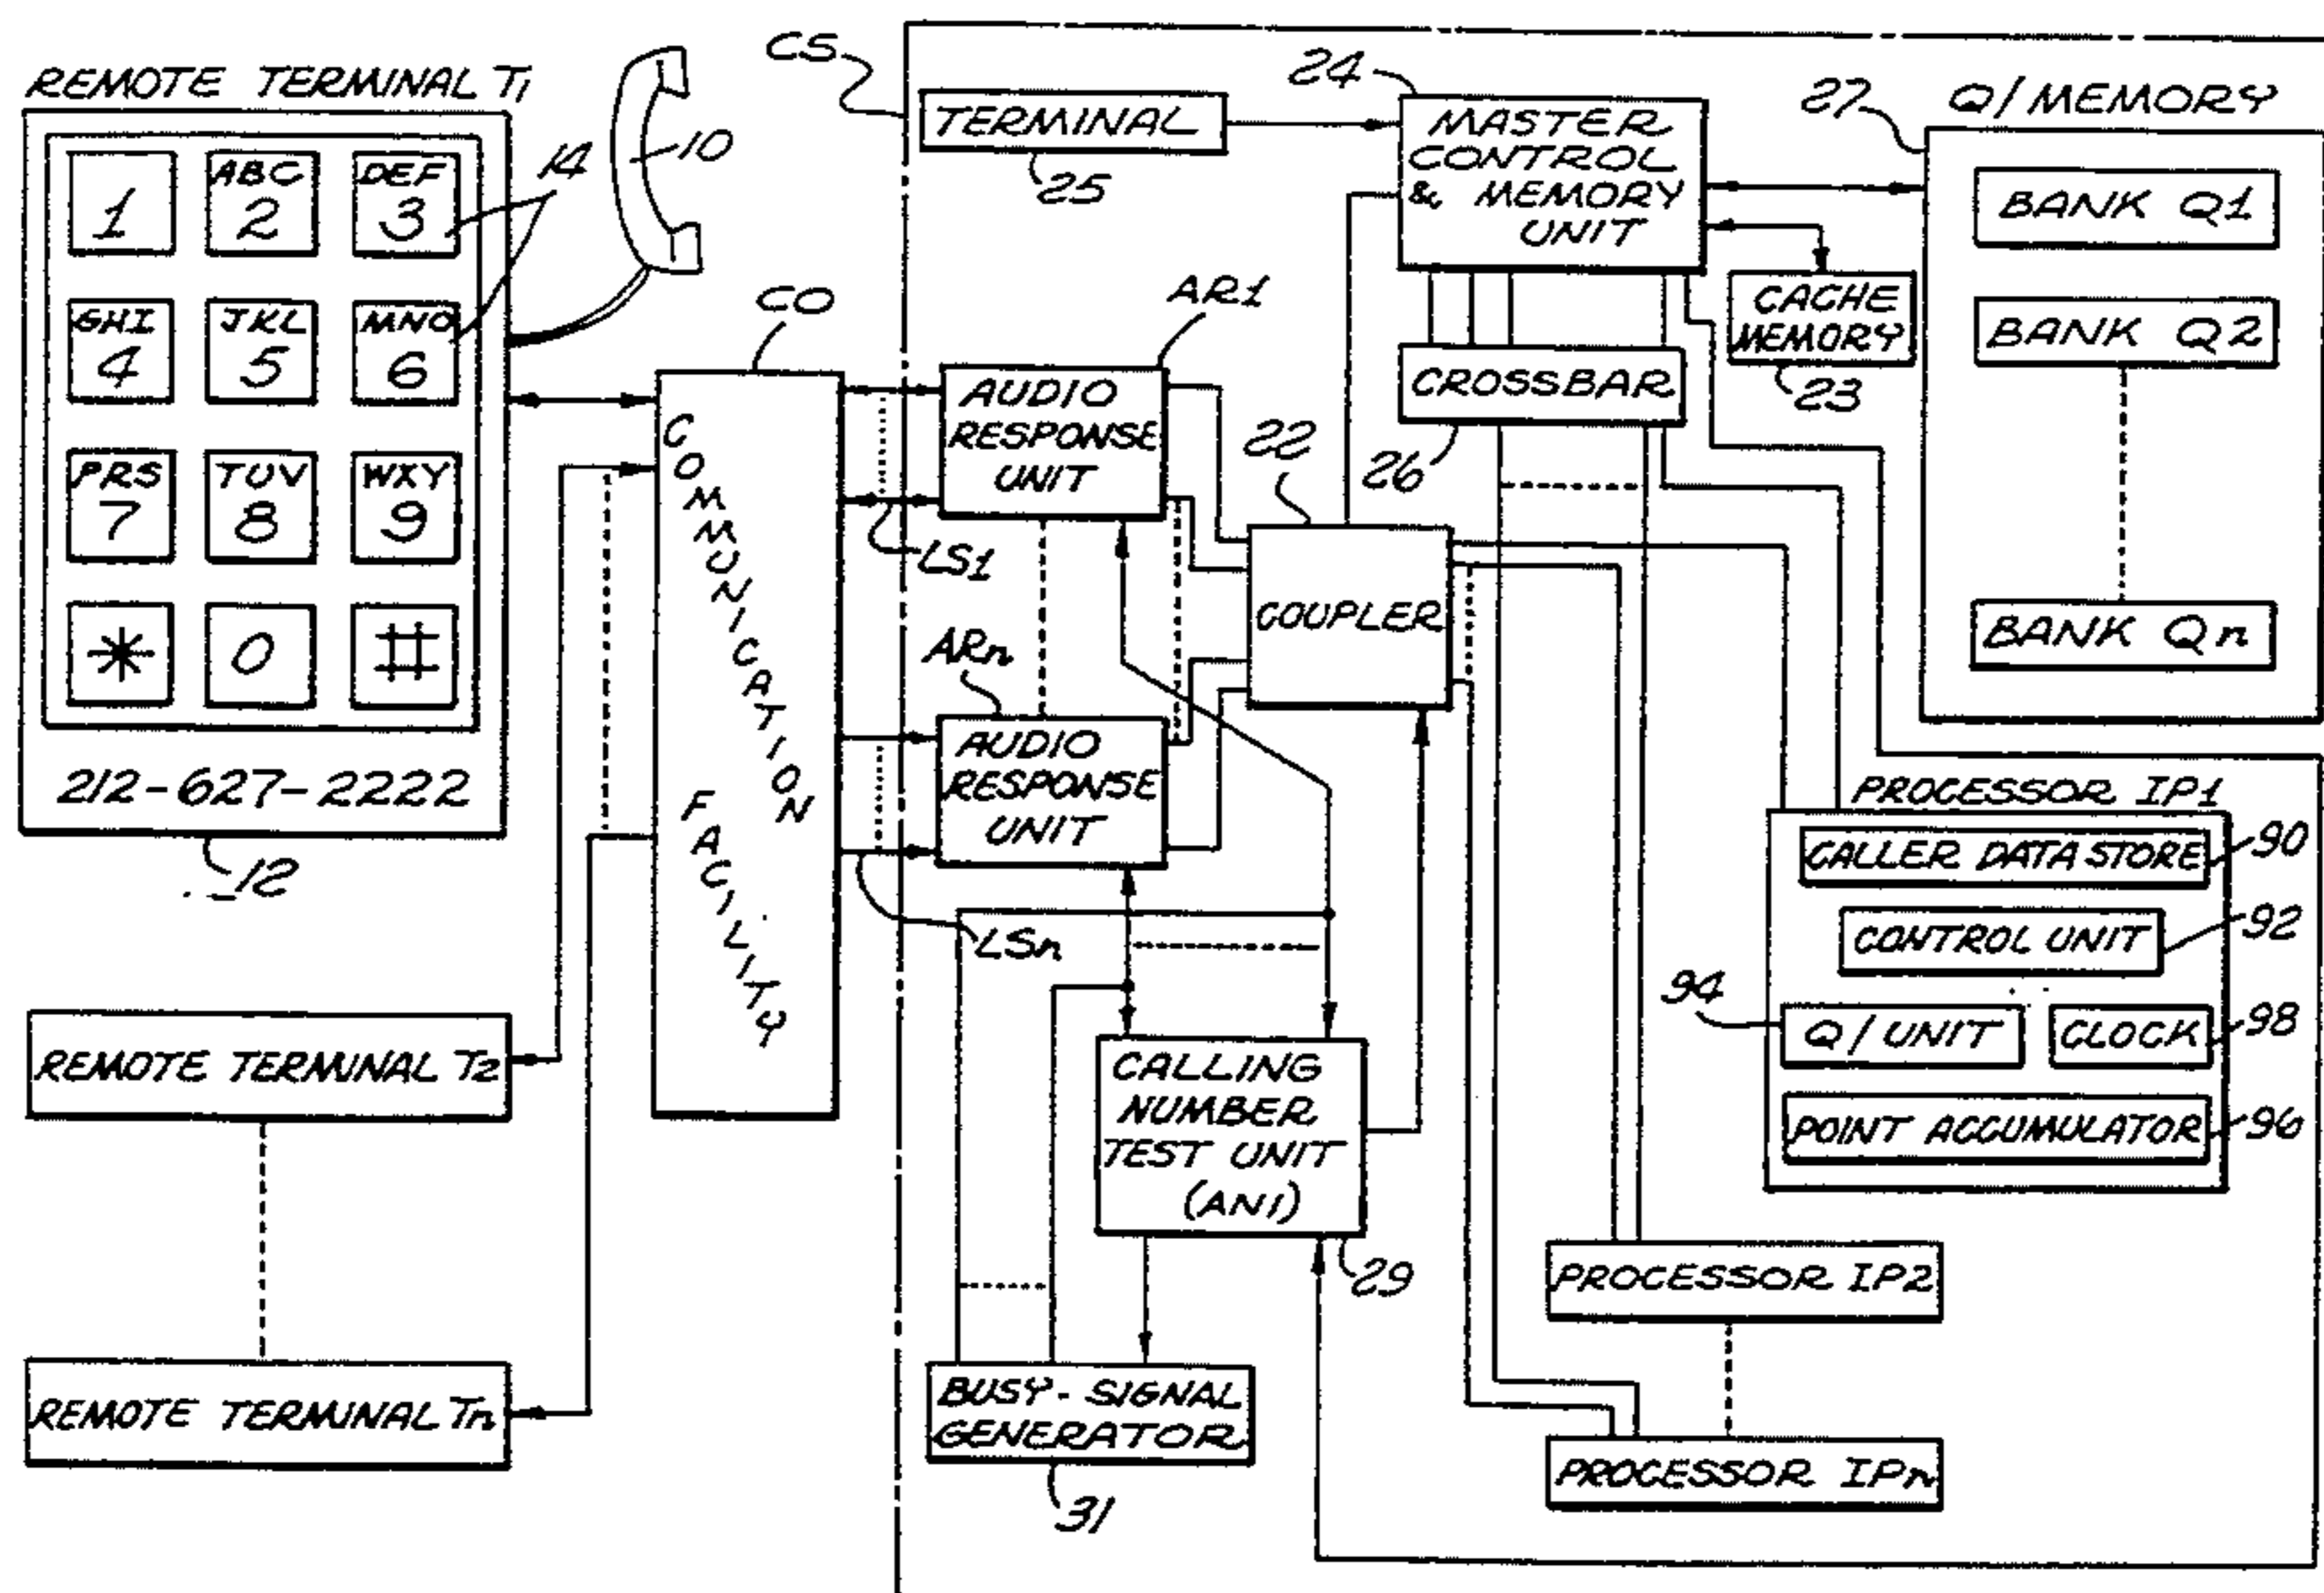 REMOTE TERMINAL T1
1
ABC
2
DEF
3
GHI
4
JKL
5
MNO
6
PRS
7
TUV
8
WXY
9
*
0
#
212-627-2222
12
14
10
REMOTE TERMINAL T2
REMOTE TERMINAL Tn
CO
COMMUNICATION
FACILITY
LS1
LSn
CS
TERMINAL
25
AR1
AUDIO
RESPONSE
UNIT
ARn
AUDIO
RESPONSE
UNIT
22
COUPLER
CALLING
NUMBER
TEST UNIT
(ANI)
29
BUSY-SIGNAL
GENERATOR
31
24
MASTER
CONTROL
& MEMORY
UNIT
CROSSBAR
26
CACHE
MEMORY
23
27
Q/MEMORY
BANK Q1
BANK Q2
BANK Qn
PROCESSOR IP1
CALLER DATA STORE
90
CONTROL UNIT
92
94
Q/UNIT
CLOCK
98
POINT ACCUMULATOR
96
PROCESSOR IP2
PROCESSOR IPn